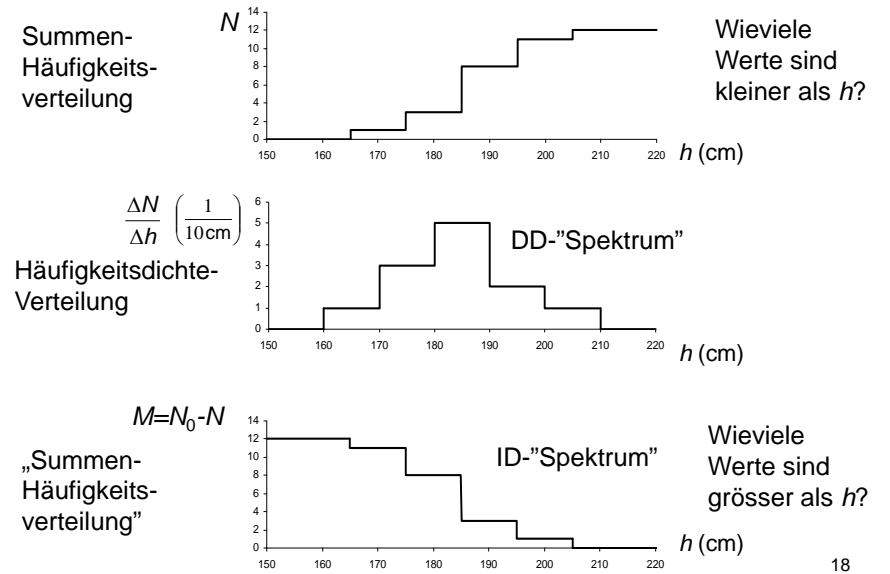 Summen-
Häufigkeits-
verteilung
N
14
12
10
8
6
4
2
0
150 160 170 180 190 200 210 220
h (cm)
Wieviele
Werte sind
kleiner als h?
ΔN/Δh (1/10 cm)
Häufigkeitsdichte-
Verteilung
6
5
4
3
2
1
0
150 160 170 180 190 200 210 220
h (cm)
DD-"Spektrum"
M=N₀-N
„Summen-
Häufigkeits-
verteilung"
14
12
10
8
6
4
2
0
150 160 170 180 190 200 210 220
h (cm)
ID-"Spektrum"
Wieviele
Werte sind
grösser als h?
18